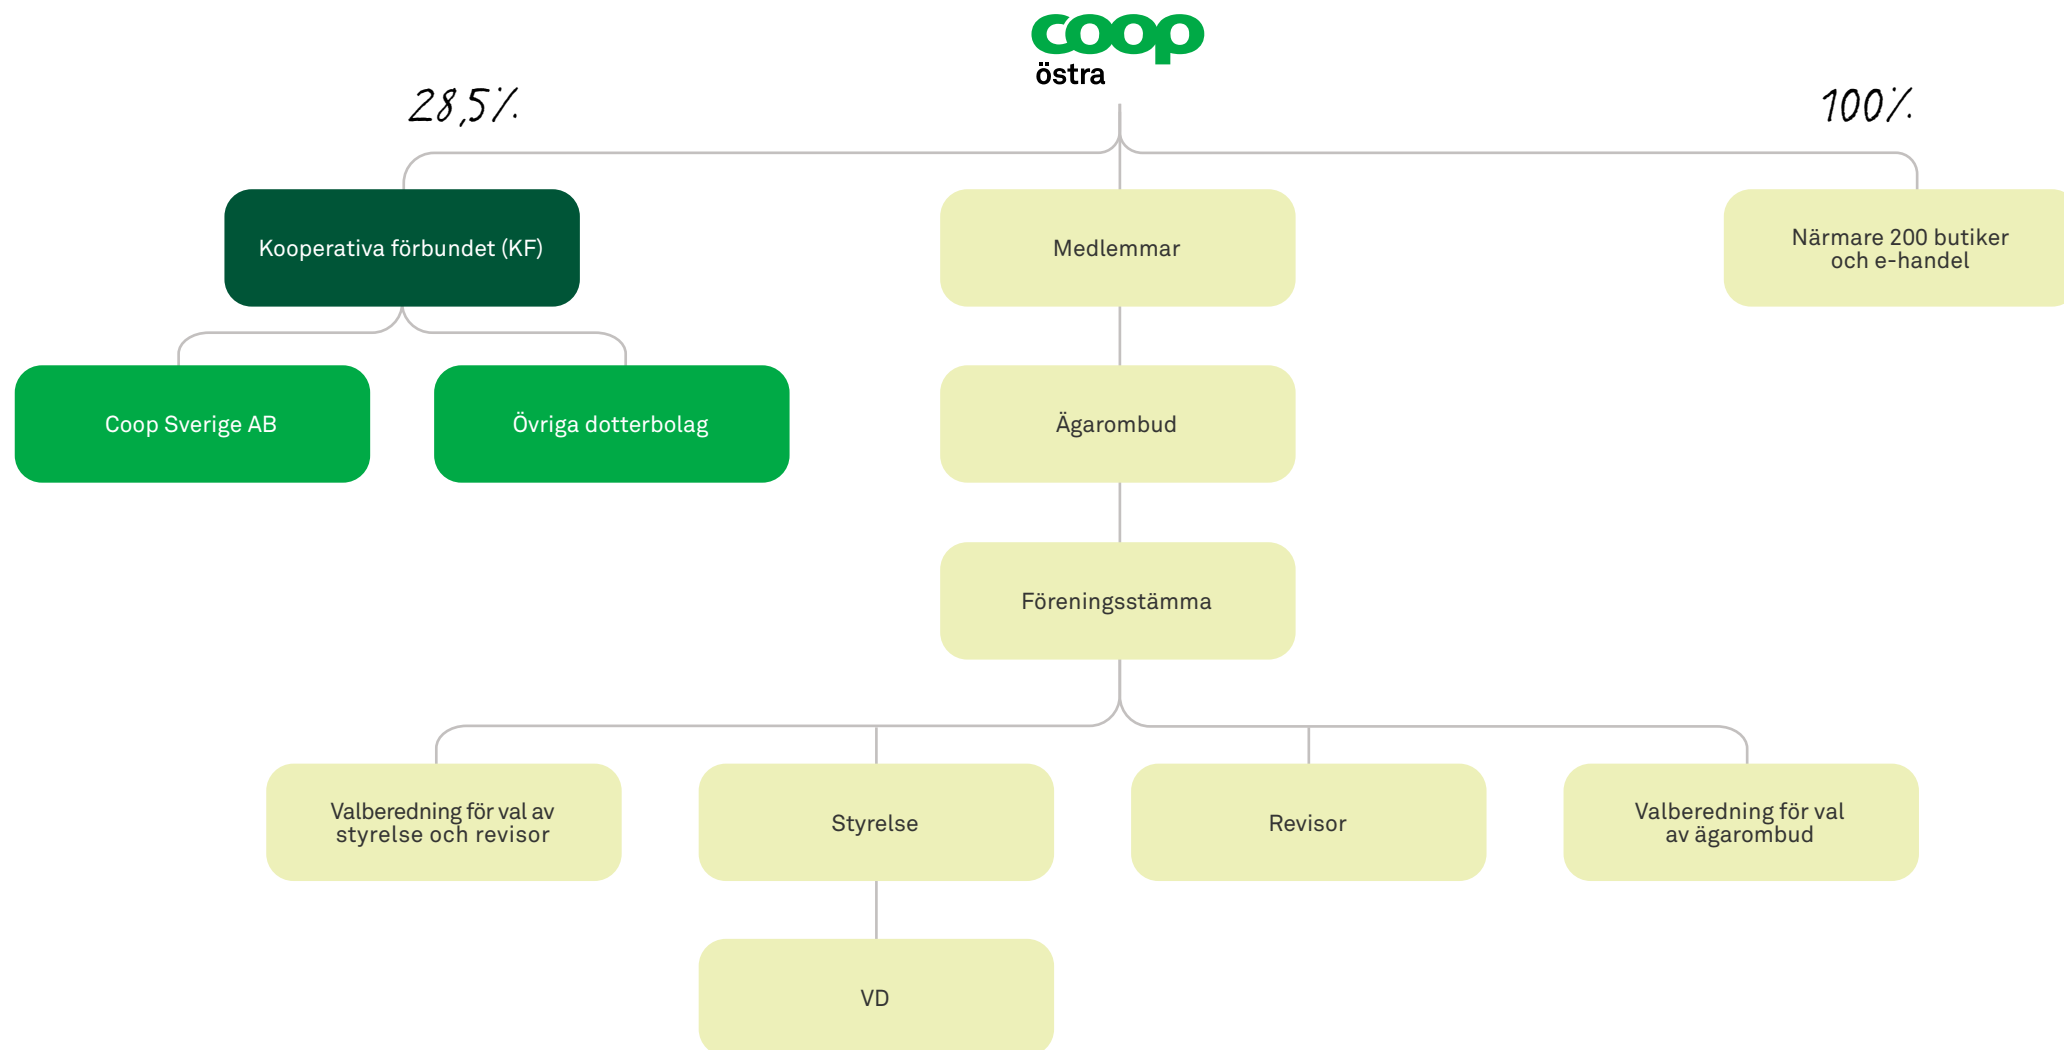 coop
östra
28,5%
100%
Kooperativa förbundet (KF)
Medlemmar
Närmare 200 butiker
och e-handel
Coop Sverige AB
Övriga dotterbolag
Ägarombud
Föreningsstämma
Valberedning för val av
styrelse och revisor
Styrelse
Revisor
Valberedning för val
av ägarombud
VD